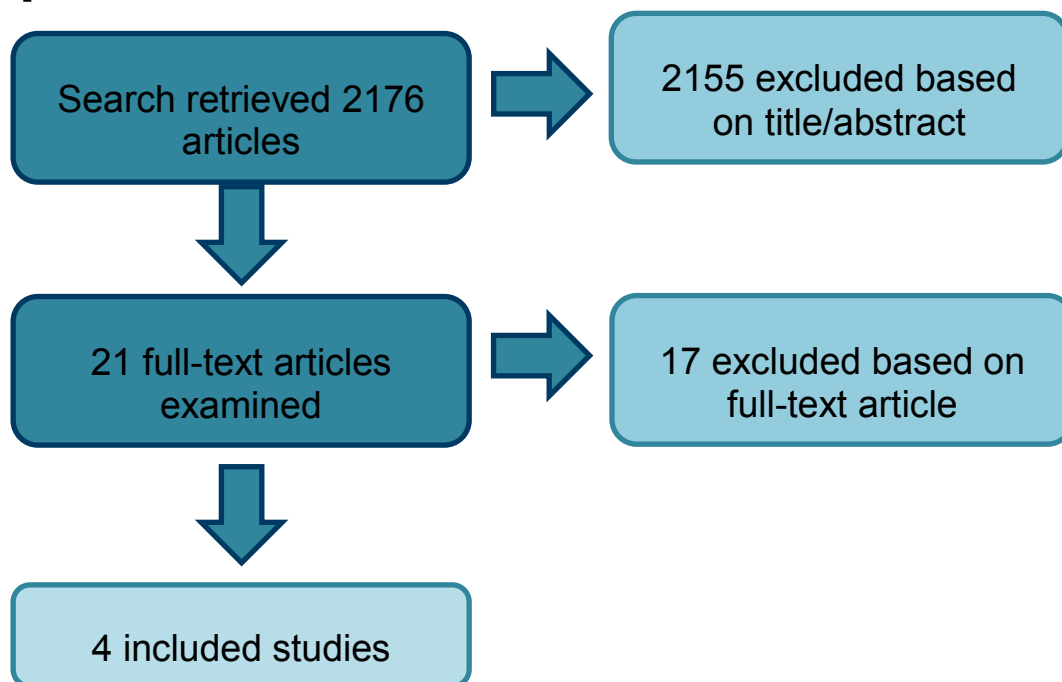 Search retrieved 2176
articles
2155 excluded based
on title/abstract
21 full-text articles
examined
17 excluded based on
full-text article
4 included studies